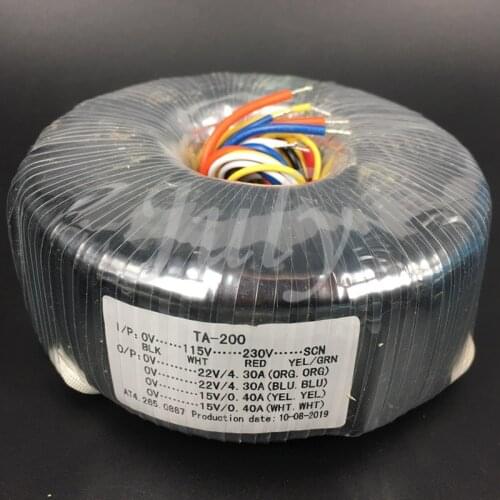 July
TA-200
I/P: 0V......115V......230V......SCN
BLK WHT RED YEL/GRN
O/P: 0V........22V/4.30A(ORG.ORG)
0V........22V/4.30A(BLU.BLU)
0V........15V/0.40A(YEL.YEL)
0V........15V/0.40A(WHT.WHT)
AT4.265.0887 Production date: 10-08-2019